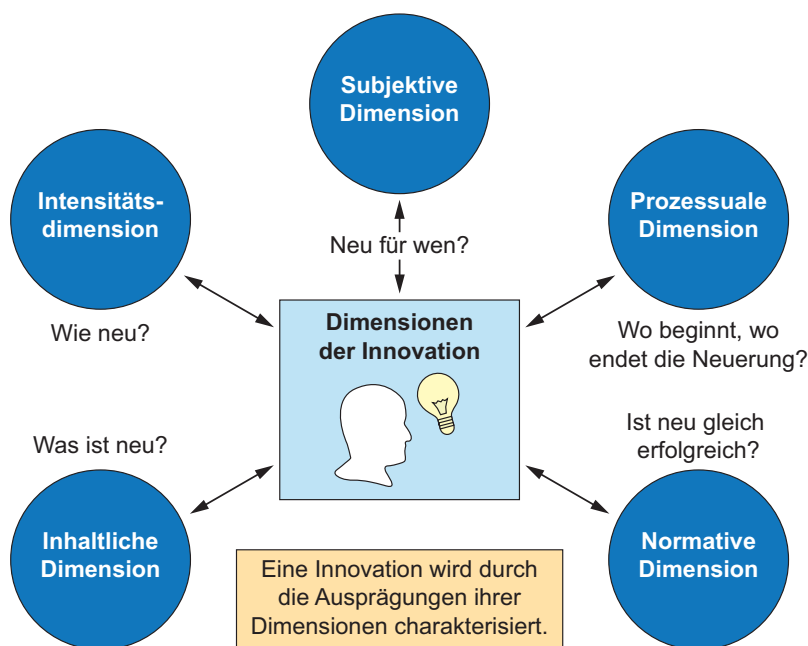 Subjektive
Dimension
Intensitäts-
dimension
Prozessuale
Dimension
Neu für wen?
Wie neu?
Dimensionen
der Innovation
Wo beginnt, wo
endet die Neuerung?
Was ist neu?
Ist neu gleich
erfolgreich?
Inhaltliche
Dimension
Normative
Dimension
Eine Innovation wird durch
die Ausprägungen ihrer
Dimensionen charakterisiert.